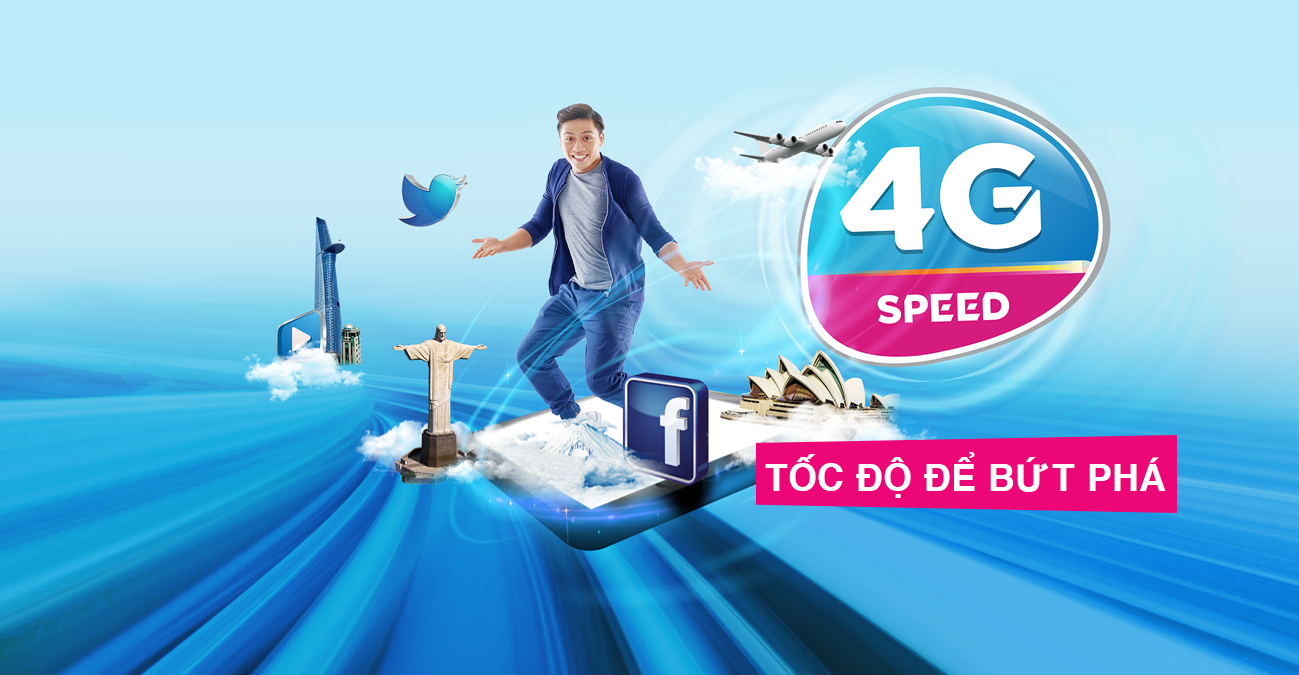 4G
SPEED
f
TỐC ĐỘ ĐỂ BỨT PHÁ